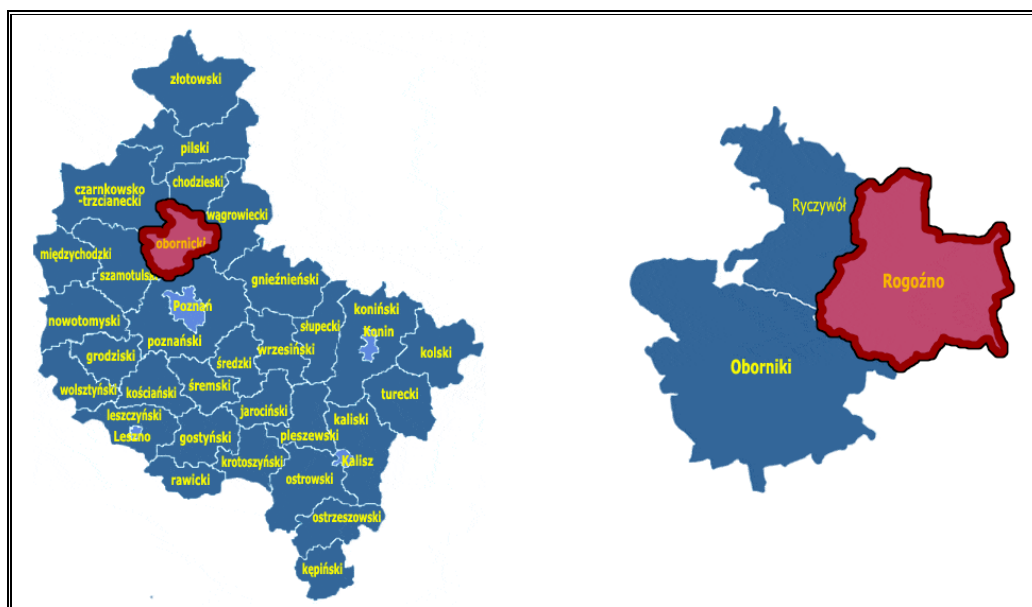 złotowski
pilski
chodzieski
czarnkowsko
-trzcianecki
wągrowiecki
obornicki
międzychodzki
szamotulski
gnieźnieński
Poznań
koniński
nowotomyski
słupecki
Konin
poznański
wrzesiński
kolski
grodziski
średzki
wolsztyński
kościański
śremski
turecki
leszczyński
jarociński
kaliski
Leszno
gostyński
pleszewski
krotoszyński
Kalisz
rawicki
ostrowski
ostrzeszowski
kępiński
Ryczywół
Rogoźno
Oborniki